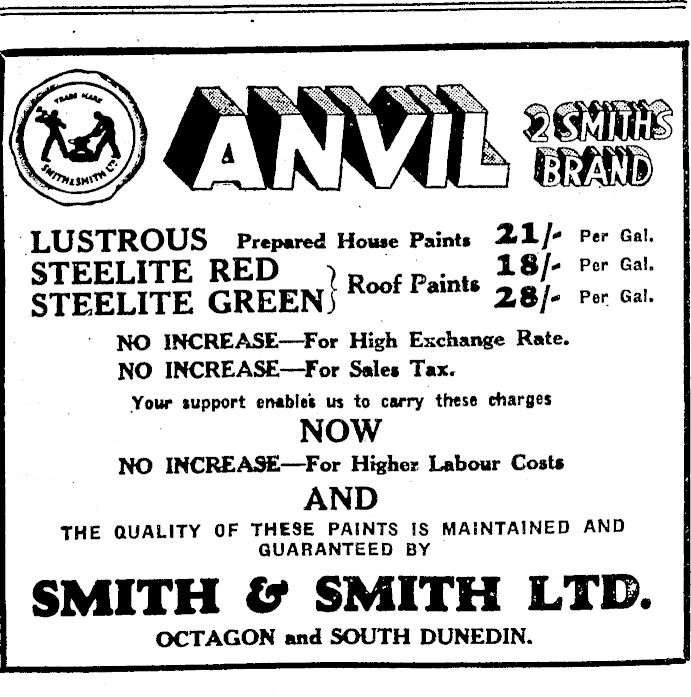 TRADE MARK
SMITH & SMITH LTD.
ANVIL
2 SMITHS
BRAND
LUSTROUS Prepared House Paints 21/- Per Gal.
STEELITE RED } Roof Paints 18/- Per Gal.
STEELITE GREEN 28/- Per Gal.
NO INCREASE—For High Exchange Rate.
NO INCREASE—For Sales Tax.
Your support enables us to carry these charges
NOW
NO INCREASE—For Higher Labour Costs
AND
THE QUALITY OF THESE PAINTS IS MAINTAINED AND
GUARANTEED BY
SMITH & SMITH LTD.
OCTAGON and SOUTH DUNEDIN.